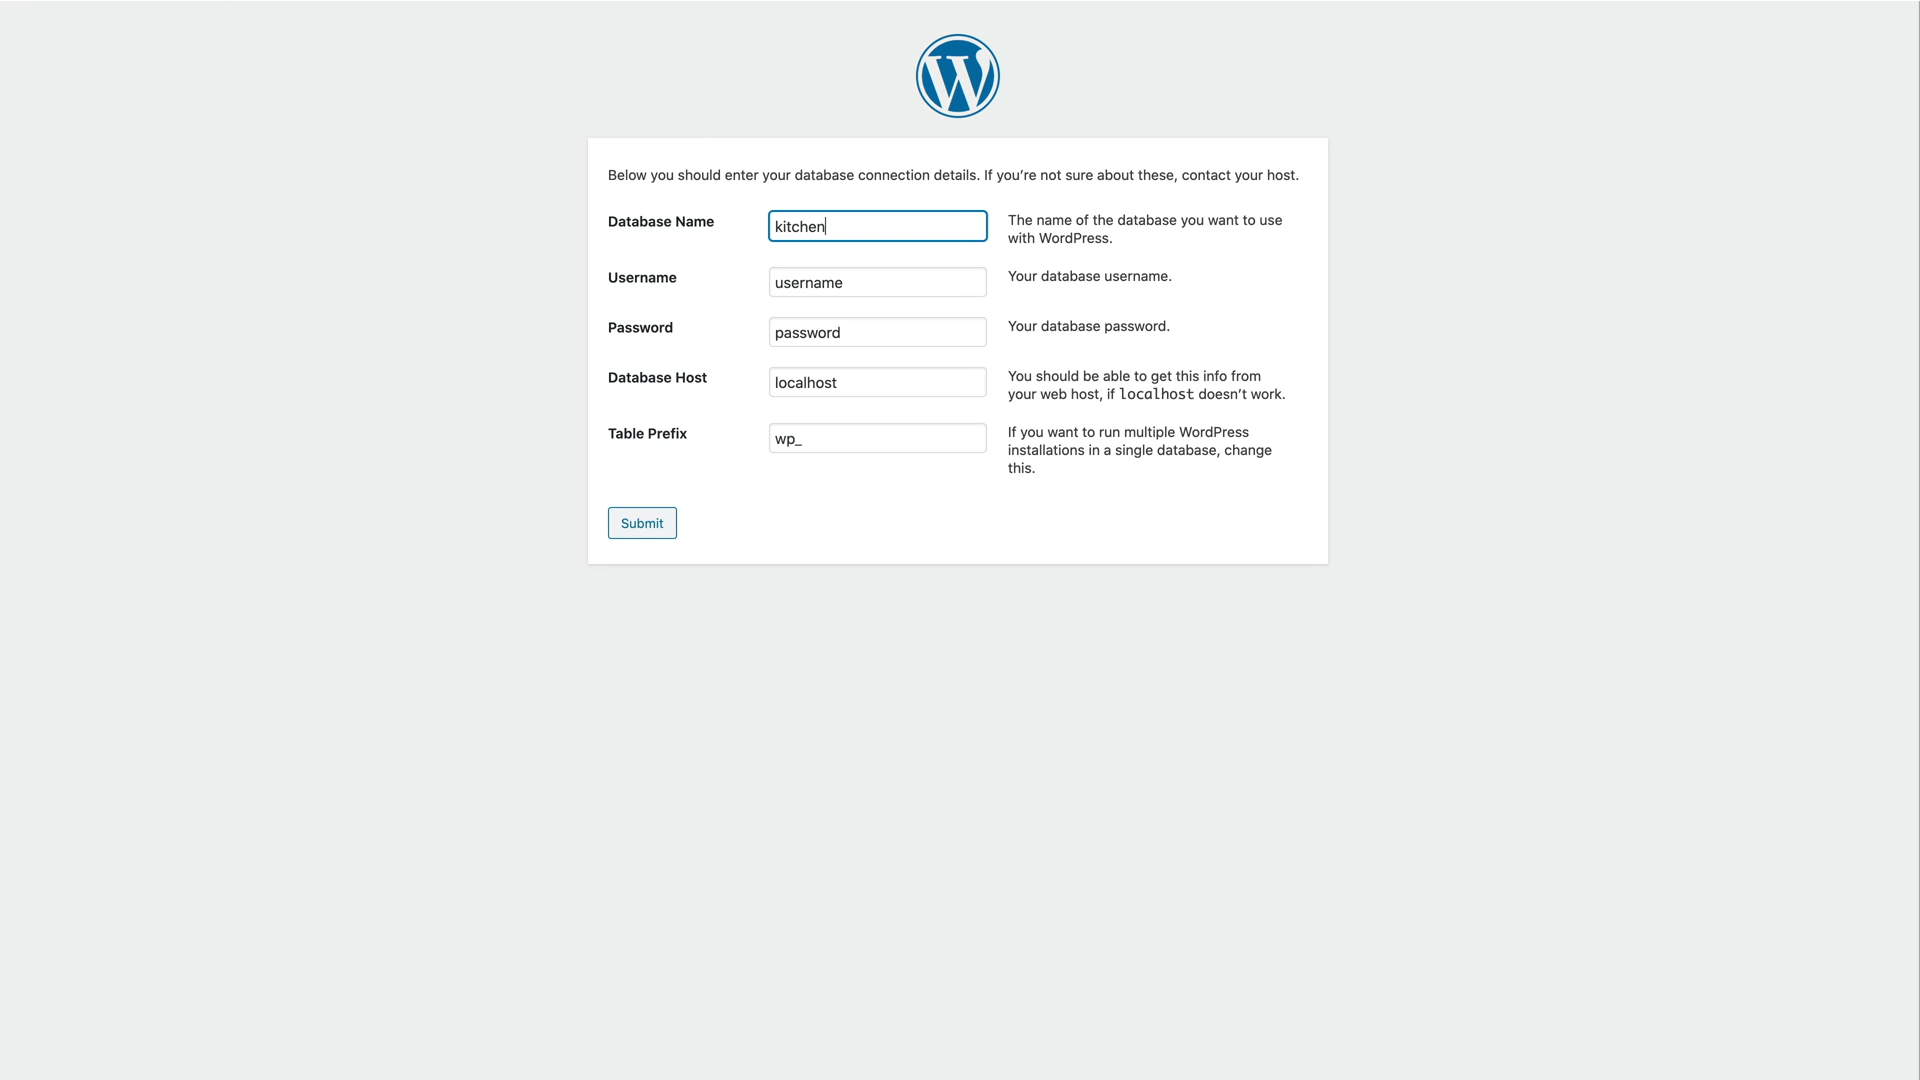 Below you should enter your database connection details. If you’re not sure about these, contact your host.
Database Name
kitchen
The name of the database you want to use
with WordPress.
Username
username
Your database username.
Password
password
Your database password.
Database Host
localhost
You should be able to get this info from
your web host, if localhost doesn’t work.
Table Prefix
wp_
If you want to run multiple WordPress
installations in a single database, change
this.
Submit